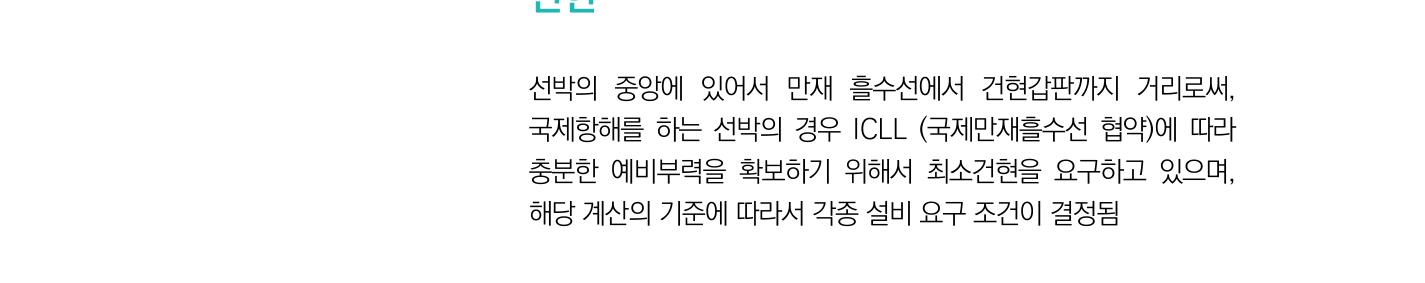 선박의 중앙에 있어서 만재 흘수선에서 건현갑판까지 거리로써,
국제항해를 하는 선박의 경우 ICLL (국제만재흘수선 협약)에 따라
충분한 예비부력을 확보하기 위해서 최소건현을 요구하고 있으며,
해당 계산의 기준에 따라서 각종 설비 요구 조건이 결정됨